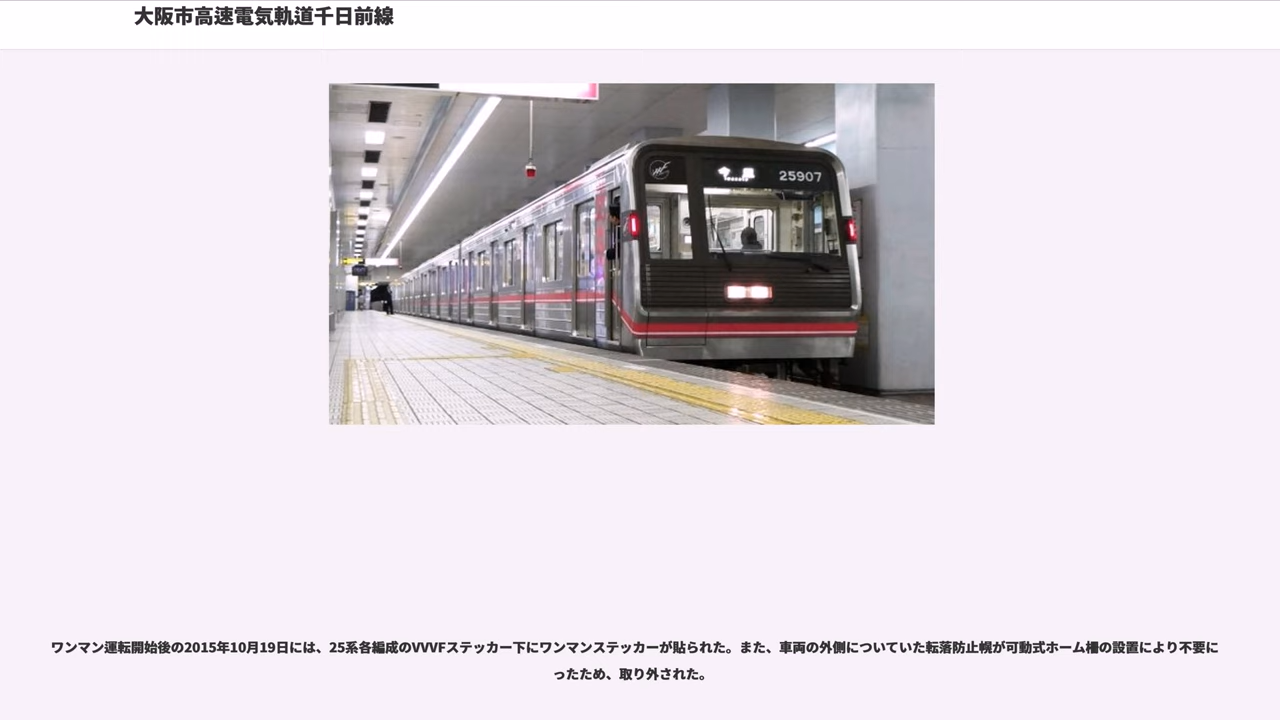 大阪市高速電気軌道千日前線
25907
ワンマン運転開始後の2015年10月19日には、25系各編成のVVVFステッカー下にワンマンステッカーが貼られた。また、車両の外側についていた転落防止幌が可動式ホーム柵の設置により不要に
ったため、取り外された。